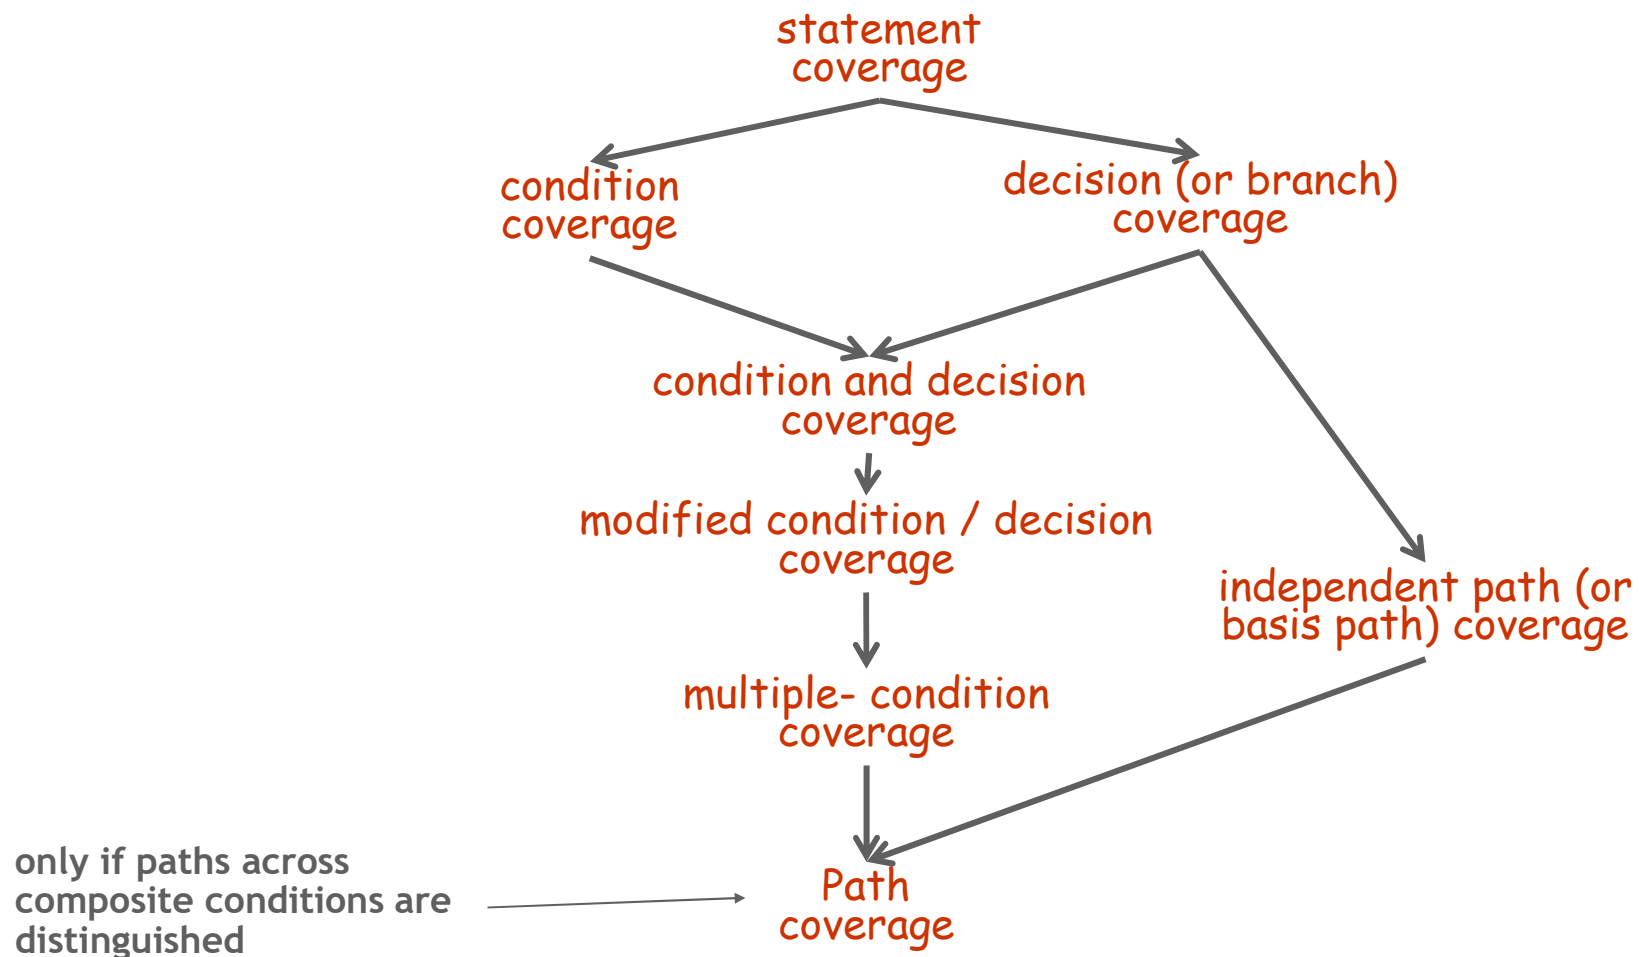 statement
coverage
condition
coverage
decision (or branch)
coverage
condition and decision
coverage
modified condition / decision
coverage
independent path (or
basis path) coverage
multiple- condition
coverage
only if paths across
composite conditions are
distinguished
Path
coverage